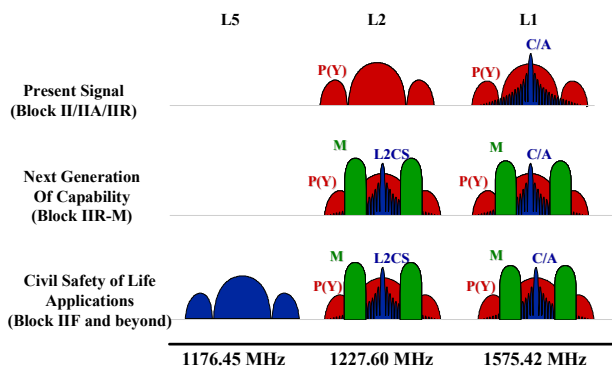 L5 L2 L1
C/A
P(Y) P(Y)
Present Signal
(Block II/IIA/IIR)
M L2CS M C/A
Next Generation
Of Capability
(Block IIR-M)
P(Y) P(Y)
M L2CS M C/A
Civil Safety of Life
Applications
(Block IIF and beyond)
P(Y) P(Y)
1176.45 MHz 1227.60 MHz 1575.42 MHz